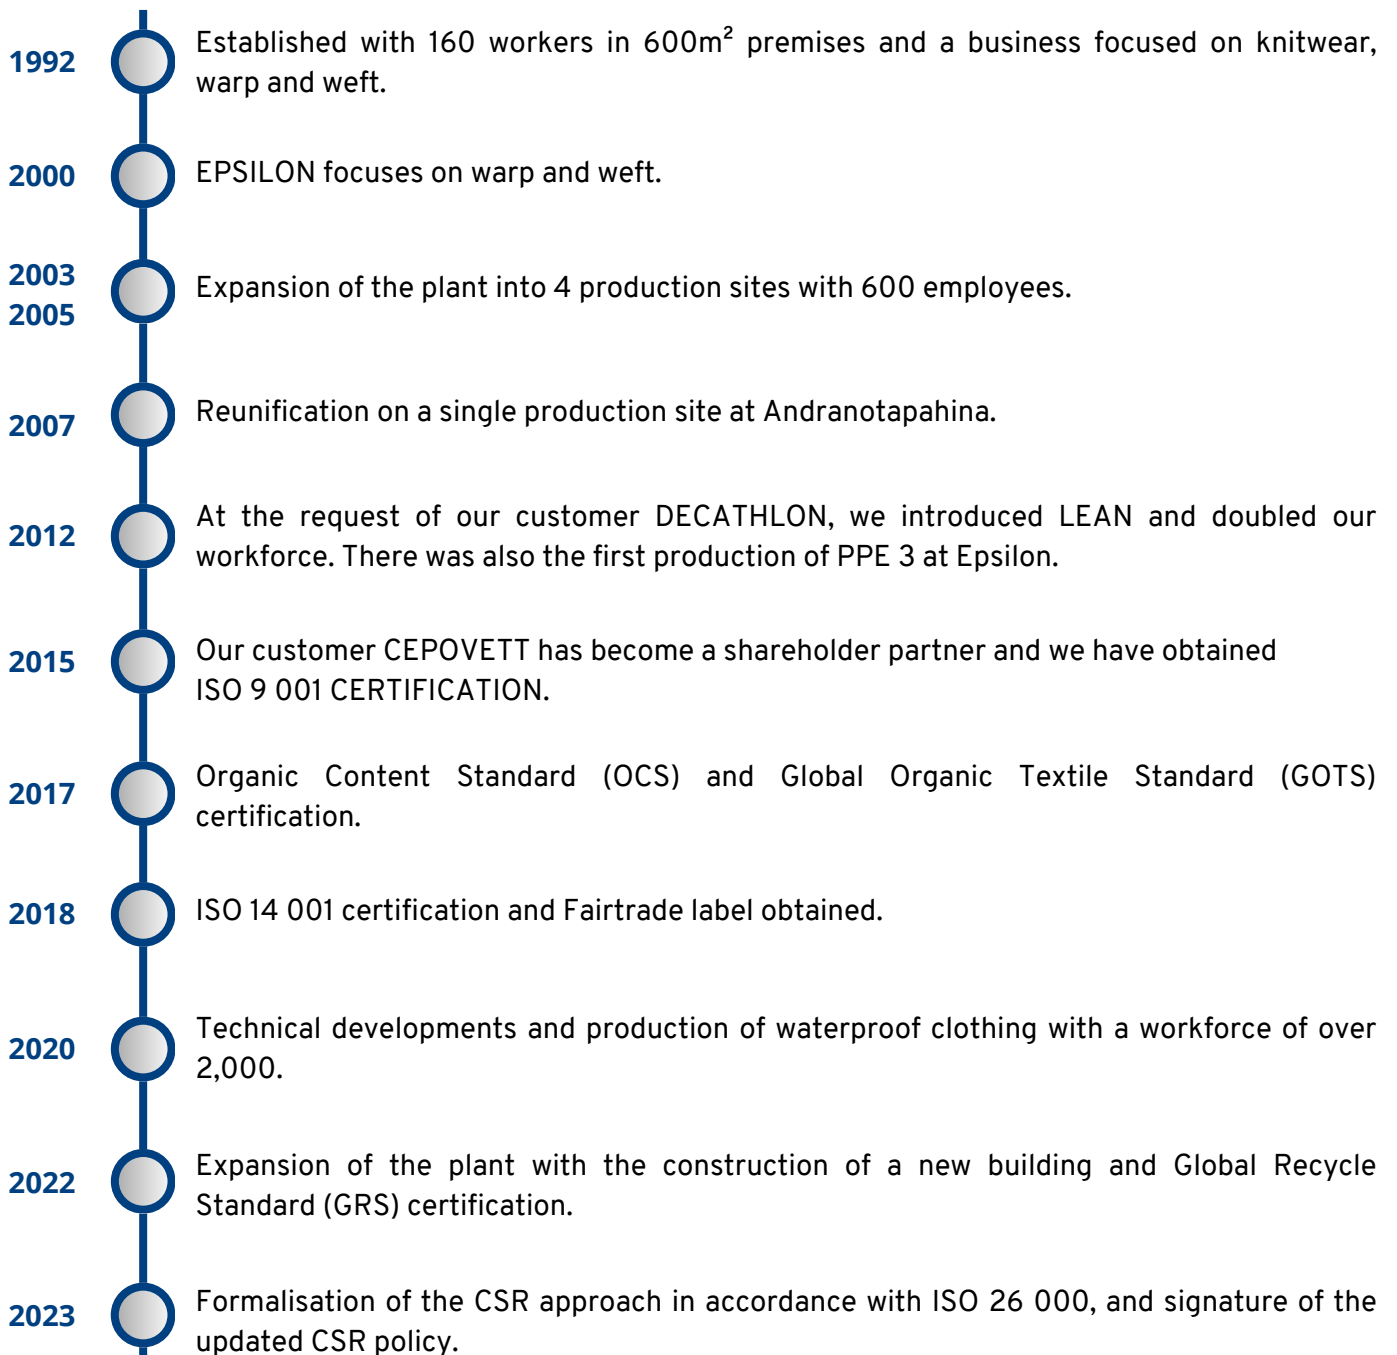 1992
Established with 160 workers in 600m² premises and a business focused on knitwear,
warp and weft.
2000
EPSILON focuses on warp and weft.
2003
2005
Expansion of the plant into 4 production sites with 600 employees.
2007
Reunification on a single production site at Andranotapahina.
2012
At the request of our customer DECATHLON, we introduced LEAN and doubled our
workforce. There was also the first production of PPE 3 at Epsilon.
2015
Our customer CEPOVETT has become a shareholder partner and we have obtained
ISO 9 001 CERTIFICATION.
2017
Organic Content Standard (OCS) and Global Organic Textile Standard (GOTS)
certification.
2018
ISO 14 001 certification and Fairtrade label obtained.
2020
Technical developments and production of waterproof clothing with a workforce of over
2,000.
2022
Expansion of the plant with the construction of a new building and Global Recycle
Standard (GRS) certification.
2023
Formalisation of the CSR approach in accordance with ISO 26 000, and signature of the
updated CSR policy.